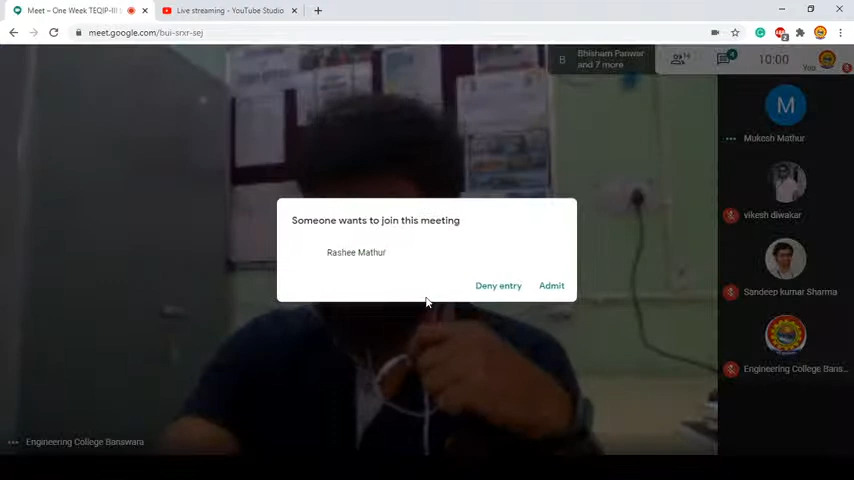 Meet – One Week TEQIP-III
Live streaming - YouTube Studio
meet.google.com/bui-srxr-sej
B
Bhisham Panwar
and 7 more
14
4
10:00
You
M
Mukesh Mathur
vikesh diwakar
Sandeep kumar Sharma
Engineering College Bans...
Someone wants to join this meeting
Rashee Mathur
Deny entry
Admit
Engineering College Banswara